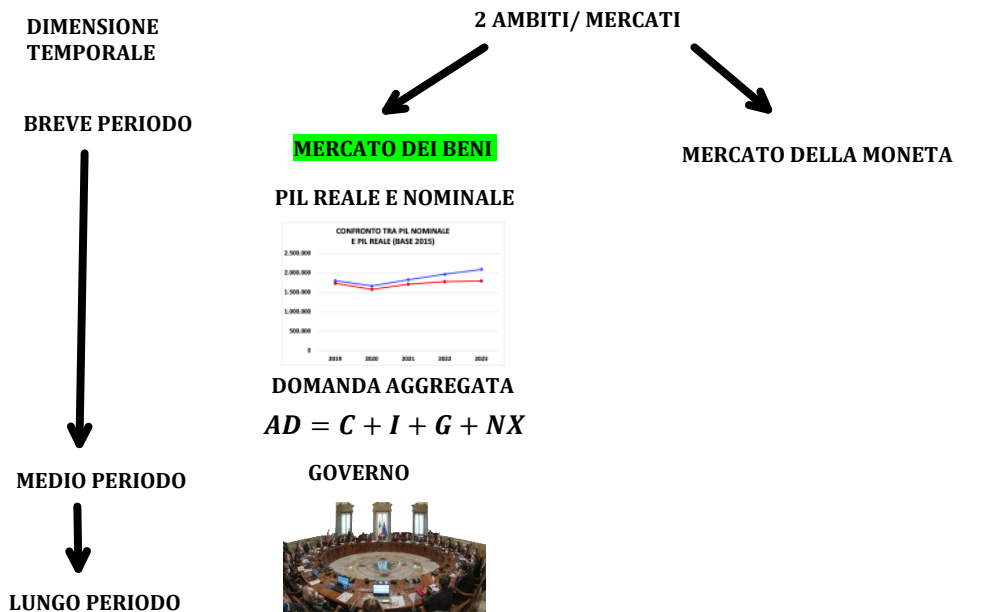 DIMENSIONE
TEMPORALE
2 AMBITI/ MERCATI
BREVE PERIODO
MERCATO DEI BENI
MERCATO DELLA MONETA
PIL REALE E NOMINALE
CONFRONTO TRA PIL NOMINALE
E PIL REALE (BASE 2015)
2.500.000
2.000.000
1.500.000
1.000.000
500.000
0
2019 2020 2021 2022 2023
DOMANDA AGGREGATA
AD = C + I + G + NX
GOVERNO
MEDIO PERIODO
LUNGO PERIODO